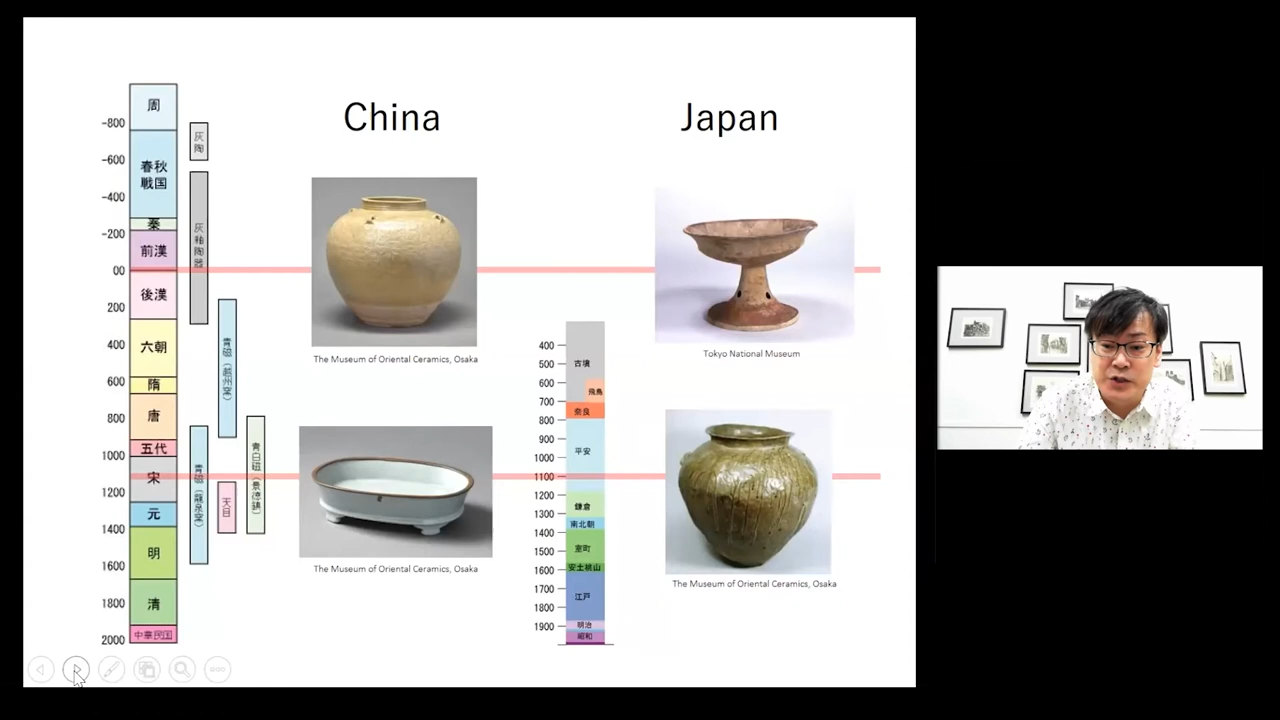 China
Japan
周
-800
-600
春秋
戦国
-400
秦
-200
前漢
00
後漢
200
六朝
400
600
隋
唐
800
五代
1000
宋
1200
元
1400
明
1600
清
1800
中華民国
2000
灰陶
灰釉陶器
青磁(越州窯)
青磁(龍泉窯)
天目
青白磁(景徳鎮)
The Museum of Oriental Ceramics, Osaka
The Museum of Oriental Ceramics, Osaka
400
500
古墳
600
飛鳥
700
奈良
800
900
平安
1000
1100
1200
鎌倉
1300
南北朝
1400
1500
室町
1600
安土桃山
1700
江戸
1800
1900
明治
昭和
Tokyo National Museum
The Museum of Oriental Ceramics, Osaka